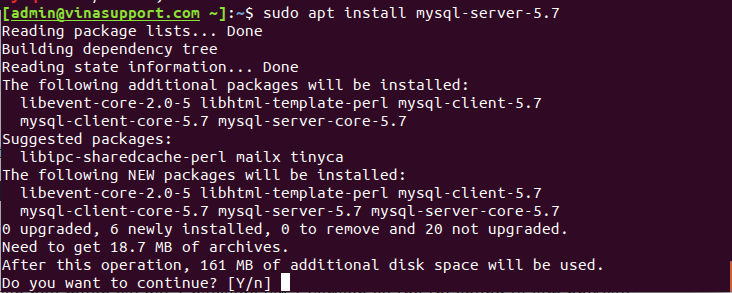 [admin@vinasupport.com ~]:~$ sudo apt install mysql-server-5.7
Reading package lists... Done
Building dependency tree
Reading state information... Done
The following additional packages will be installed:
  libevent-core-2.0-5 libhtml-template-perl mysql-client-5.7
  mysql-client-core-5.7 mysql-server-core-5.7
Suggested packages:
  libipc-sharedcache-perl mailx tinyca
The following NEW packages will be installed:
  libevent-core-2.0-5 libhtml-template-perl mysql-client-5.7
  mysql-client-core-5.7 mysql-server-5.7 mysql-server-core-5.7
0 upgraded, 6 newly installed, 0 to remove and 20 not upgraded.
Need to get 18.7 MB of archives.
After this operation, 161 MB of additional disk space will be used.
Do you want to continue? [Y/n]